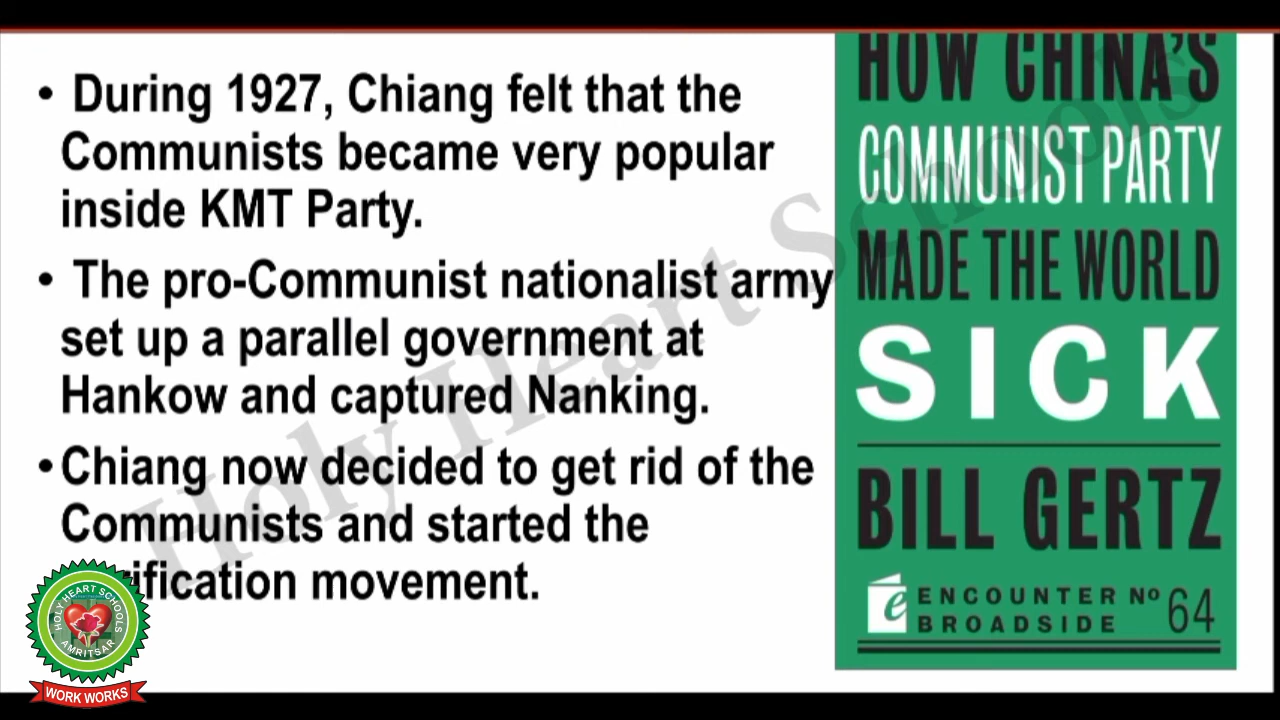 • During 1927, Chiang felt that the
Communists became very popular
inside KMT Party.
• The pro-Communist nationalist army
set up a parallel government at
Hankow and captured Nanking.
• Chiang now decided to get rid of the
Communists and started the
ification movement.
HOW CHINA'S
COMMUNIST PARTY
MADE THE WORLD
SICK
BILL GERTZ
e ENCOUNTER Nº 64
BROADSIDE
Holy Heart Schools
HOLY HEART SCHOOLS
AMRITSAR
WORK WORKS